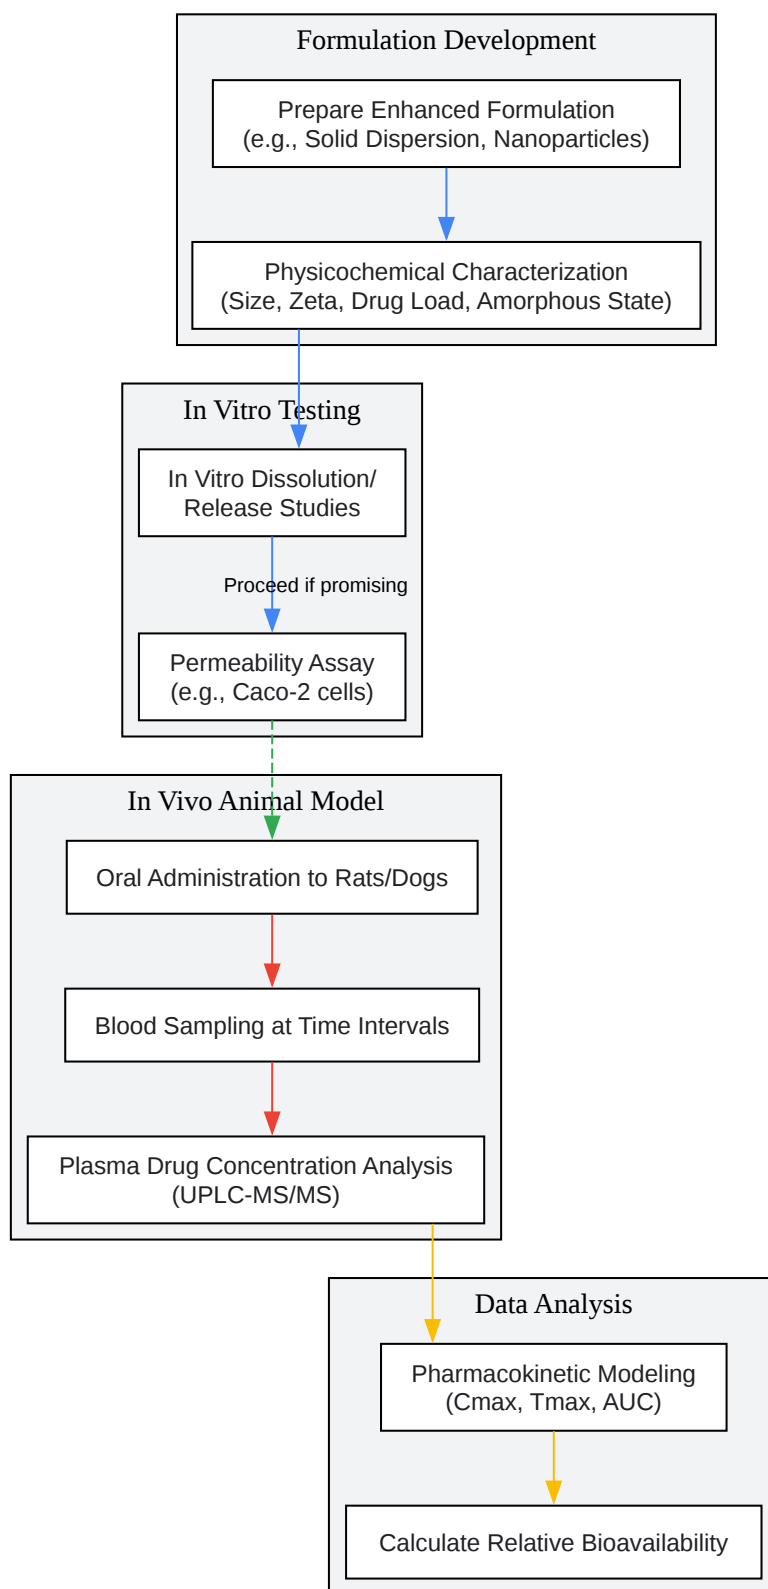 Formulation Development
Prepare Enhanced Formulation
(e.g., Solid Dispersion, Nanoparticles)
Physicochemical Characterization
(Size, Zeta, Drug Load, Amorphous State)
In Vitro Testing
In Vitro Dissolution/
Release Studies
Proceed if promising
Permeability Assay
(e.g., Caco-2 cells)
In Vivo Animal Model
Oral Administration to Rats/Dogs
Blood Sampling at Time Intervals
Plasma Drug Concentration Analysis
(UPLC-MS/MS)
Data Analysis
Pharmacokinetic Modeling
(Cmax, Tmax, AUC)
Calculate Relative Bioavailability